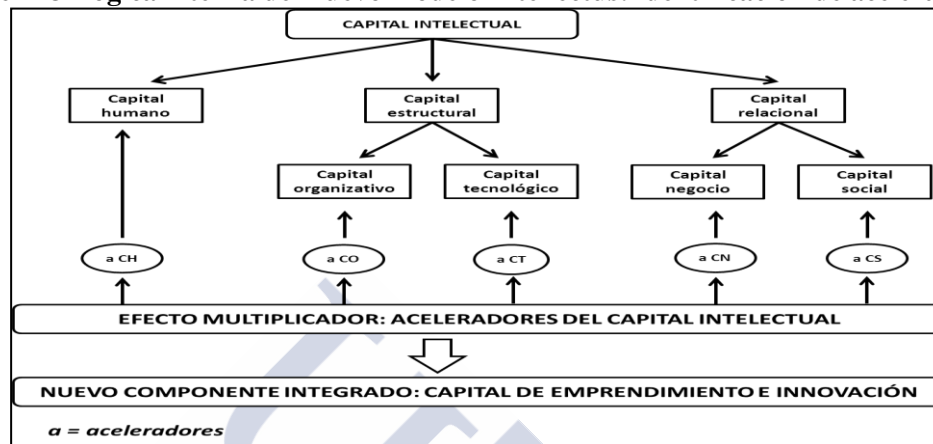 CAPITAL INTELECTUAL
Capital
humano
Capital
estructural
Capital
relacional
Capital
organizativo
Capital
tecnológico
Capital
negocio
Capital
social
a CH
a CO
a CT
a CN
a CS
EFECTO MULTIPLICADOR: ACELERADORES DEL CAPITAL INTELECTUAL
NUEVO COMPONENTE INTEGRADO: CAPITAL DE EMPRENDIMIENTO E INNOVACIÓN
a = aceleradores